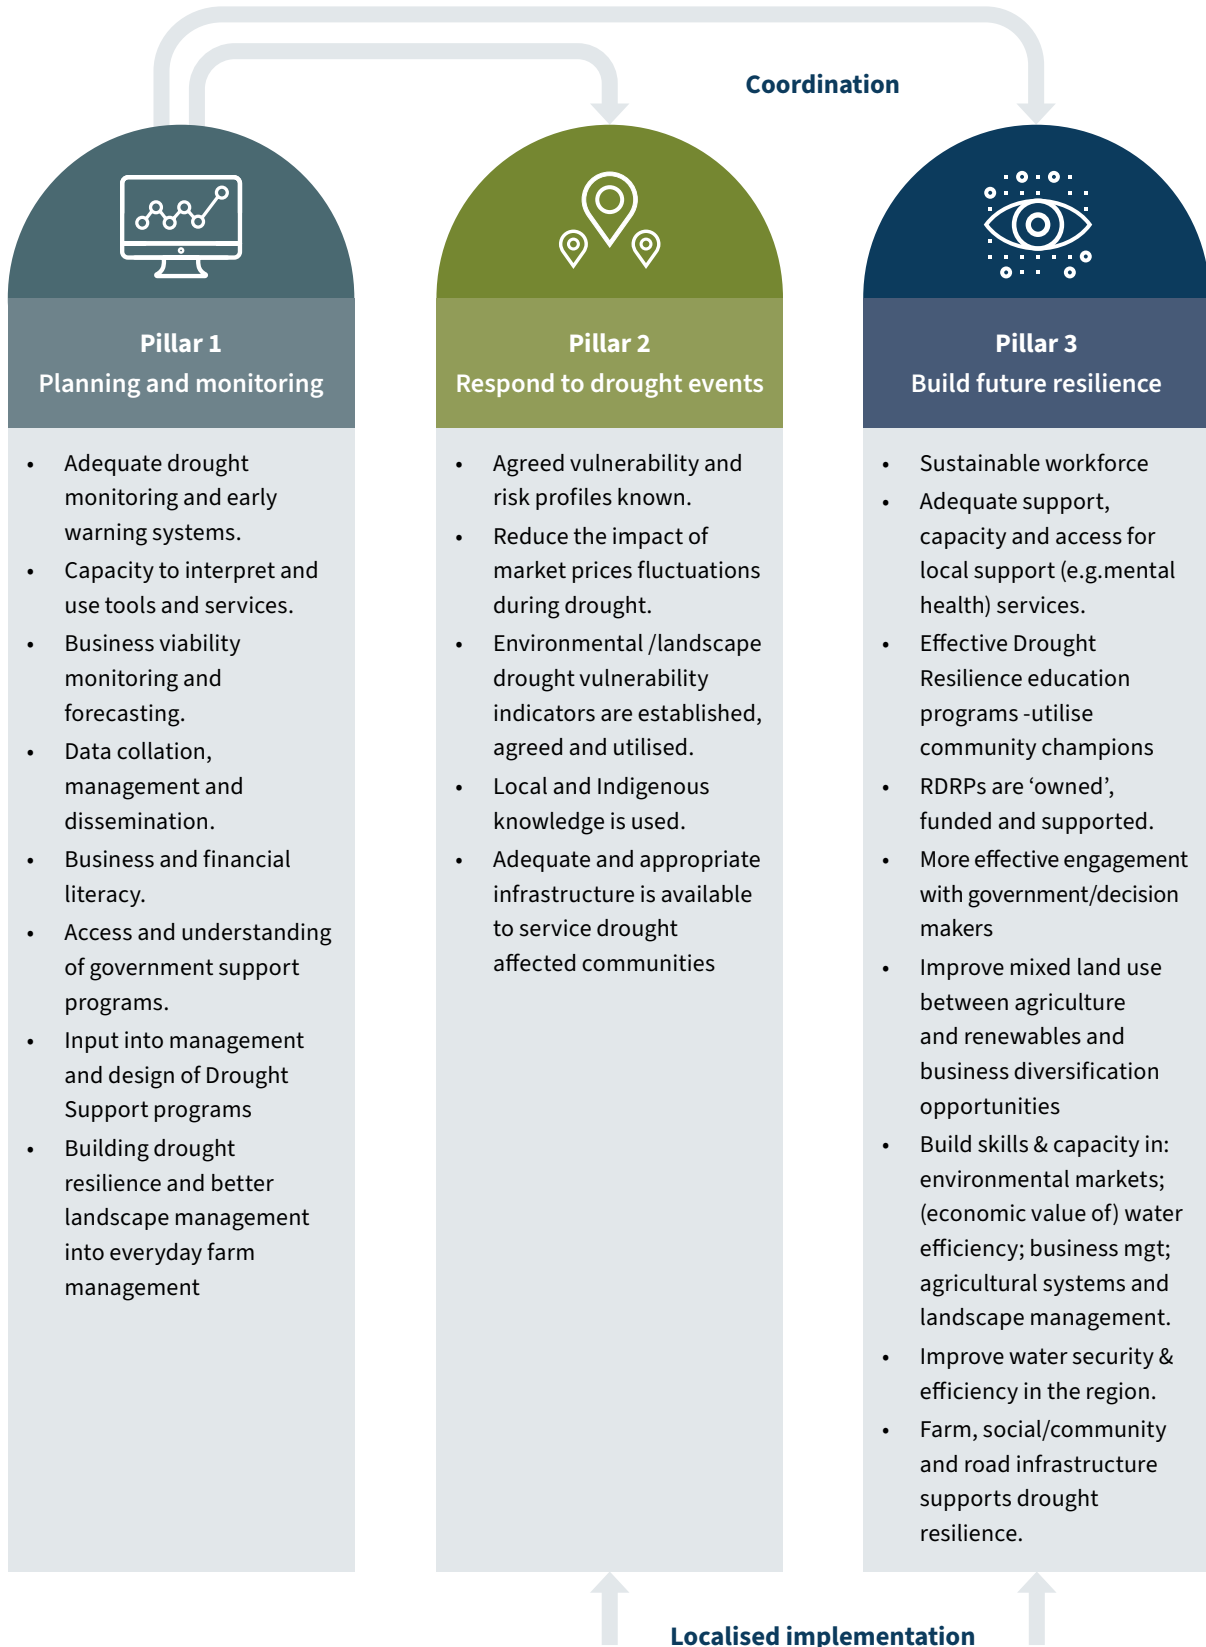 Coordination
Pillar 1
Planning and monitoring
• Adequate drought
monitoring and early
warning systems.
• Capacity to interpret and
use tools and services.
• Business viability
monitoring and
forecasting.
• Data collation,
management and
dissemination.
• Business and financial
literacy.
• Access and understanding
of government support
programs.
• Input into management
and design of Drought
Support programs
• Building drought
resilience and better
landscape management
into everyday farm
management
Pillar 2
Respond to drought events
• Agreed vulnerability and
risk profiles known.
• Reduce the impact of
market prices fluctuations
during drought.
• Environmental /landscape
drought vulnerability
indicators are established,
agreed and utilised.
• Local and Indigenous
knowledge is used.
• Adequate and appropriate
infrastructure is available
to service drought
affected communities
Pillar 3
Build future resilience
• Sustainable workforce
• Adequate support,
capacity and access for
local support (e.g.mental
health) services.
• Effective Drought
Resilience education
programs -utilise
community champions
• RDRPs are ‘owned’,
funded and supported.
• More effective engagement
with government/decision
makers
• Improve mixed land use
between agriculture
and renewables and
business diversification
opportunities
• Build skills & capacity in:
environmental markets;
(economic value of) water
efficiency; business mgt;
agricultural systems and
landscape management.
• Improve water security &
efficiency in the region.
• Farm, social/community
and road infrastructure
supports drought
resilience.
Localised implementation